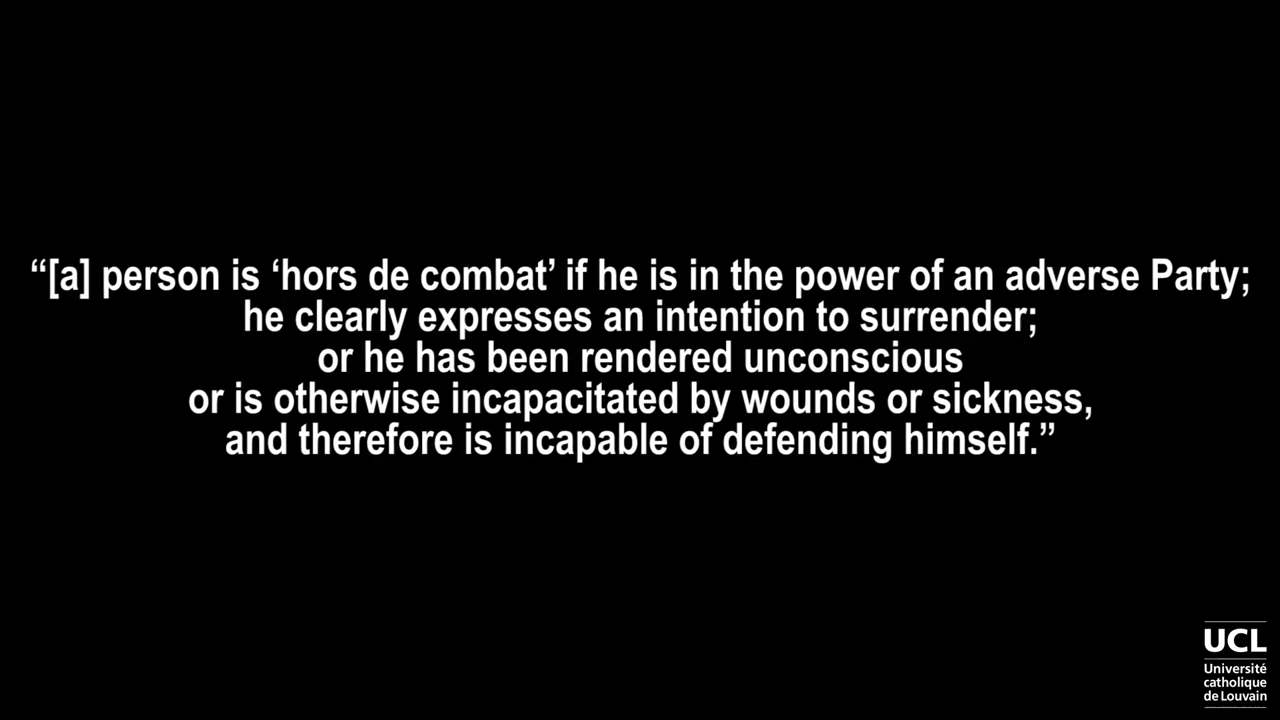 “[a] person is ‘hors de combat’ if he is in the power of an adverse Party;
he clearly expresses an intention to surrender;
or he has been rendered unconscious
or is otherwise incapacitated by wounds or sickness,
and therefore is incapable of defending himself.”
UCL
Université
catholique
de Louvain